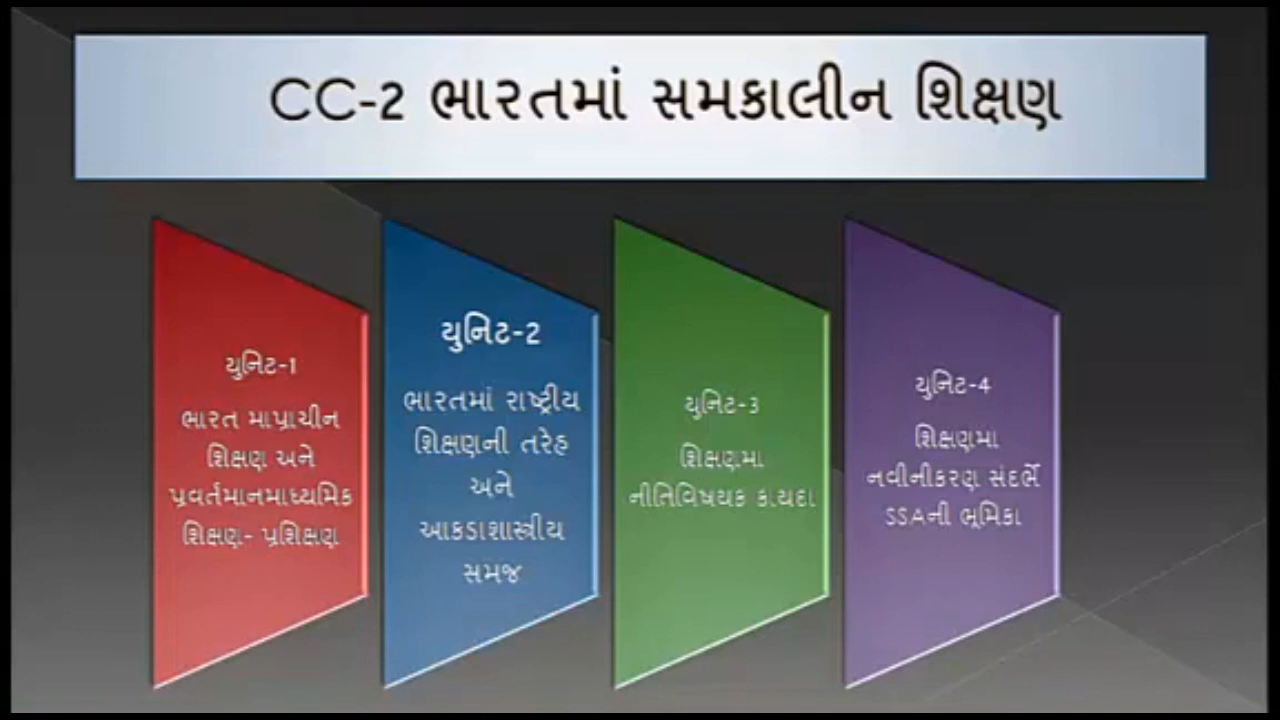 CC-2 ભારતમાં સમકાલીન શિક્ષણ
યુનિટ-1
ભારત માપ્રાચીન
શિક્ષણ અને
પ્રવર્તમાનમાધ્યમિક
શિક્ષણ- પ્રશિક્ષણ
યુનિટ-2
ભારતમાં રાષ્ટ્રીય
શિક્ષણની તરેહ
અને
આકડાશાસ્ત્રીય
સમજ
યુનિટ-3
શિક્ષણમા
નીતિવિષયક કાયદા
યુનિટ-4
શિક્ષણમા
નવીનીકરણ સંદર્ભે
SSAની ભૂમિકા